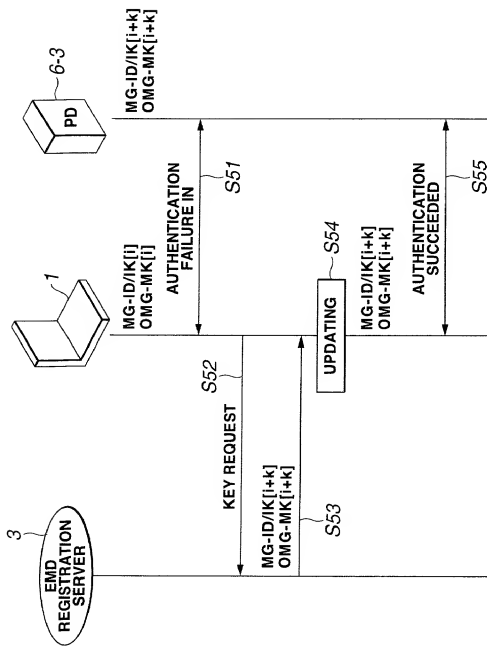 3
EMD
REGISTRATION
SERVER
1
6-3
PD
MG-ID/IK[i]
OMG-MK[i]
MG-ID/IK[i+k]
OMG-MK[i+k]
AUTHENTICATION
FAILURE IN
S51
S52
KEY REQUEST
MG-ID/IK[i+k]
OMG-MK[i+k]
S53
UPDATING
S54
MG-ID/IK[i+k]
OMG-MK[i+k]
AUTHENTICATION
SUCCEEDED
S55